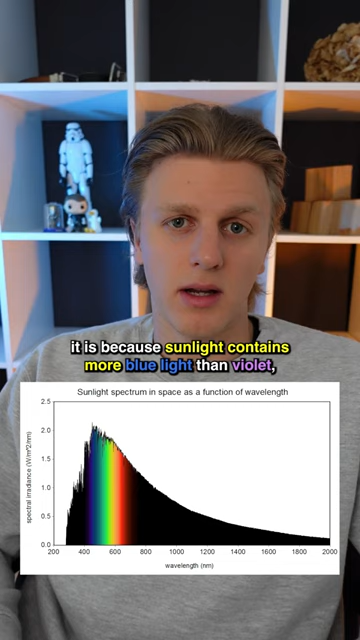 it is because sunlight contains
more blue light than violet,
Sunlight spectrum in space as a function of wavelength
spectral irradiance (W/m^2/nm)
2.5
2.0
1.5
1.0
0.5
0.0
200 400 600 800 1000 1200 1400 1600 1800 2000
wavelength (nm)